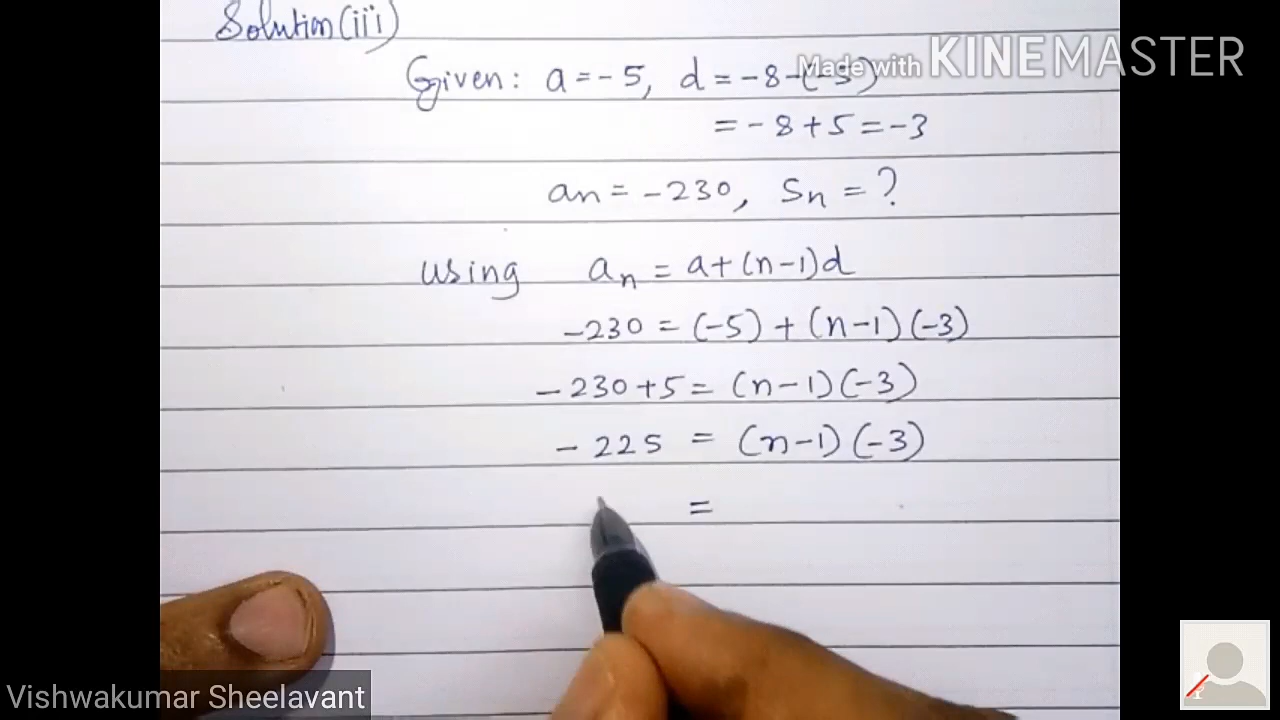 Solution (iii)
Given: a = - 5, d = - 8 - (-5)
Made with KINEMASTER
= - 8 + 5 = -3
an = - 230, Sn = ?
using an = a + (n-1)d
-230 = (-5) + (n-1)(-3)
- 230 + 5 = (n-1)(-3)
- 225 = (n-1)(-3)
=
Vishwakumar Sheelavant